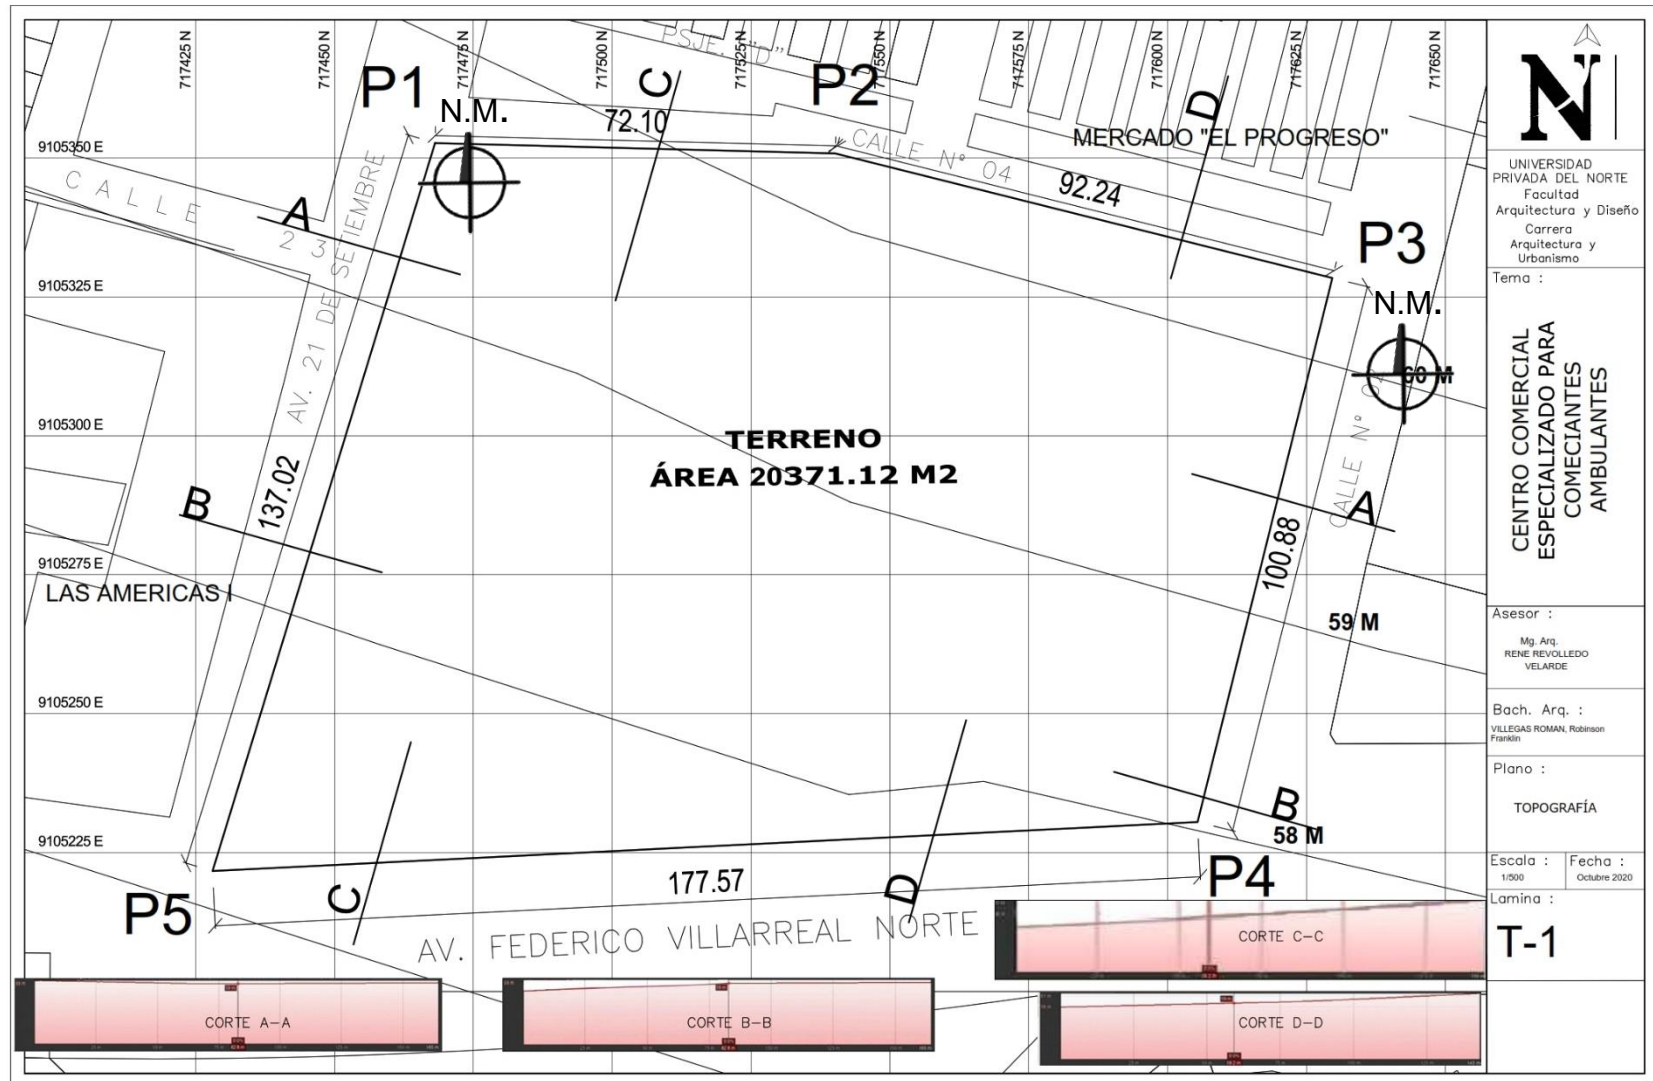 717425 N
717450 N
717475 N
717500 N
717525 N
717550 N
717575 N
717600 N
717625 N
717650 N
PSJE. "D"
P1
N.M.
C
72.10
P2
D
MERCADO "EL PROGRESO"
CALLE N° 04
92.24
P3
N.M.
9105350 E
9105325 E
9105300 E
9105275 E
9105250 E
9105225 E
CALLE
23
A
AV. 21 DE SETIEMBRE
60 M
TERRENO
ÁREA 20371.12 M2
B
137.02
CALLE N°
A
100.88
LAS AMERICAS I
59 M
B
58 M
C
177.57
D
P4
P5
AV. FEDERICO VILLARREAL NORTE
CORTE C-C
CORTE A-A
CORTE B-B
CORTE D-D
N
UNIVERSIDAD
PRIVADA DEL NORTE
Facultad
Arquitectura y Diseño
Carrera
Arquitectura y
Urbanismo
Tema :
CENTRO COMERCIAL
ESPECIALIZADO PARA
COMECIANTES
AMBULANTES
Asesor :
Mg. Arq.
RENE REVOLLEDO
VELARDE
Bach. Arq. :
VILLEGAS ROMAN, Robinson
Franklin
Plano :
TOPOGRAFÍA
Escala :
1/500
Fecha :
Octubre 2020
Lamina :
T-1